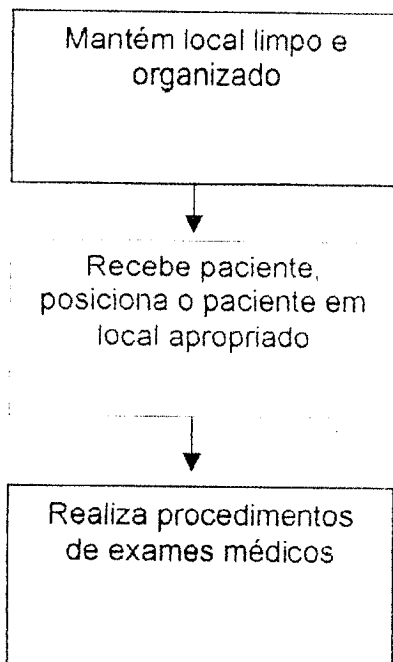 Mantém local limpo e
organizado
Recebe paciente,
posiciona o paciente em
local apropriado
Realiza procedimentos
de exames médicos